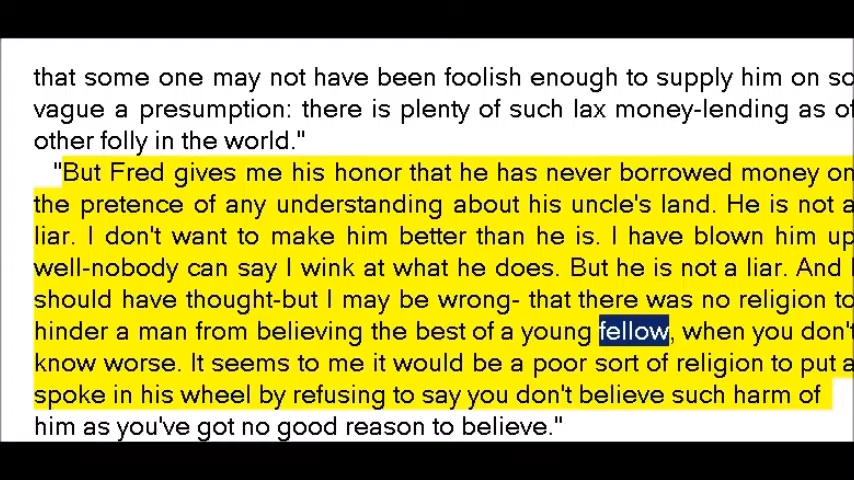 that some one may not have been foolish enough to supply him on so
vague a presumption: there is plenty of such lax money-lending as of
other folly in the world."
"But Fred gives me his honor that he has never borrowed money on
the pretence of any understanding about his uncle's land. He is not a
liar. I don't want to make him better than he is. I have blown him up
well-nobody can say I wink at what he does. But he is not a liar. And I
should have thought-but I may be wrong- that there was no religion to
hinder a man from believing the best of a young fellow, when you don't
know worse. It seems to me it would be a poor sort of religion to put a
spoke in his wheel by refusing to say you don't believe such harm of
him as you've got no good reason to believe."